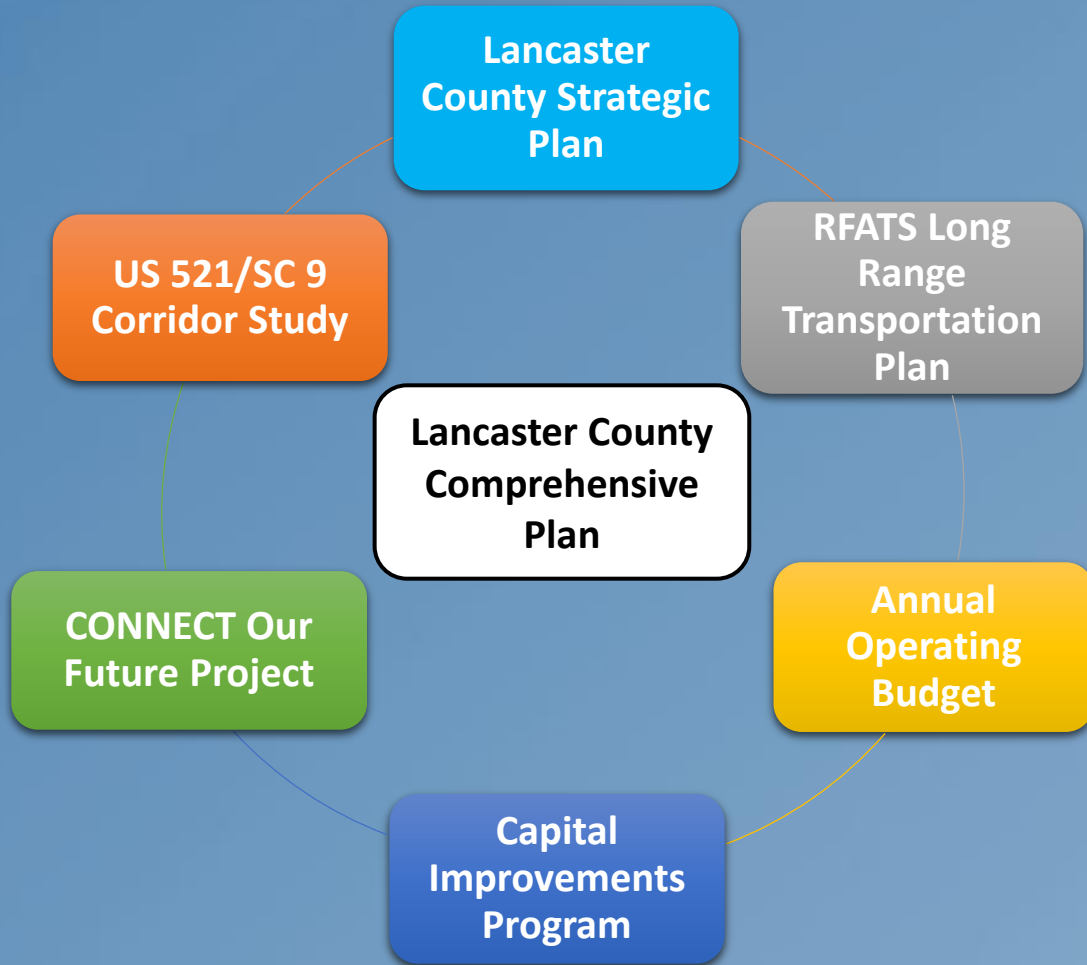 Lancaster
County Strategic
Plan
RFATS Long
Range
Transportation
Plan
US 521/SC 9
Corridor Study
Lancaster County
Comprehensive
Plan
Annual
Operating
Budget
CONNECT Our
Future Project
Capital
Improvements
Program